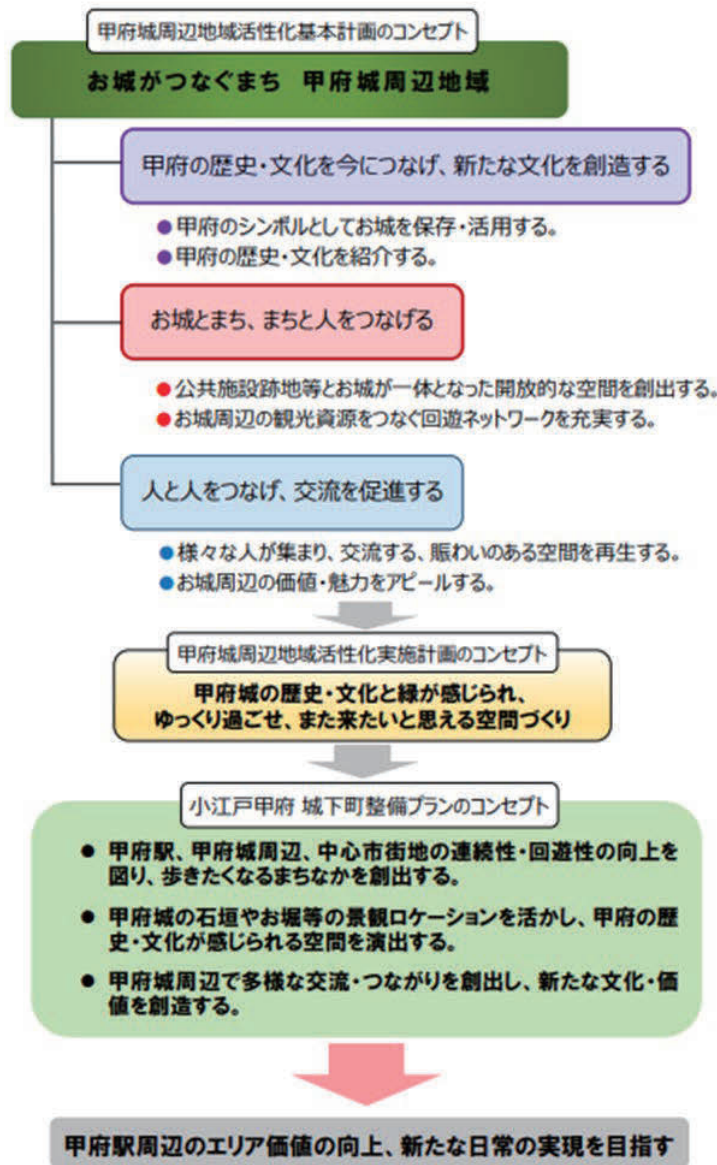 甲府城周辺地域活性化基本計画のコンセプト
お城がつなぐまち 甲府城周辺地域
甲府の歴史・文化を今につなげ、新たな文化を創造する
●甲府のシンボルとしてお城を保存・活用する。
●甲府の歴史・文化を紹介する。
お城とまち、まちと人をつなげる
●公共施設跡地等とお城が一体となった開放的な空間を創出する。
●お城周辺の観光資源をつなぐ回遊ネットワークを充実する。
人と人をつなげ、交流を促進する
●様々な人が集まり、交流する、賑わいのある空間を再生する。
●お城周辺の価値・魅力をアピールする。
甲府城周辺地域活性化実施計画のコンセプト
甲府城の歴史・文化と緑が感じられ、
ゆっくり過ごせ、また来たいと思える空間づくり
小江戸甲府 城下町整備プランのコンセプト
● 甲府駅、甲府城周辺、中心市街地の連続性・回遊性の向上を
図り、歩きたくなるまちなかを創出する。
● 甲府城の石垣やお堀等の景観ロケーションを活かし、甲府の歴
史・文化が感じられる空間を演出する。
● 甲府城周辺で多様な交流・つながりを創出し、新たな文化・価
値を創造する。
甲府駅周辺のエリア価値の向上、新たな日常の実現を目指す